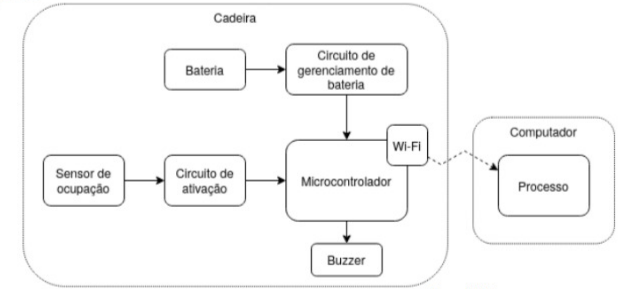 Cadeira
Bateria
Circuito de
gerenciamento de
bateria
Wi-Fi
Computador
Sensor de
ocupação
Circuito de
ativação
Microcontrolador
Processo
Buzzer